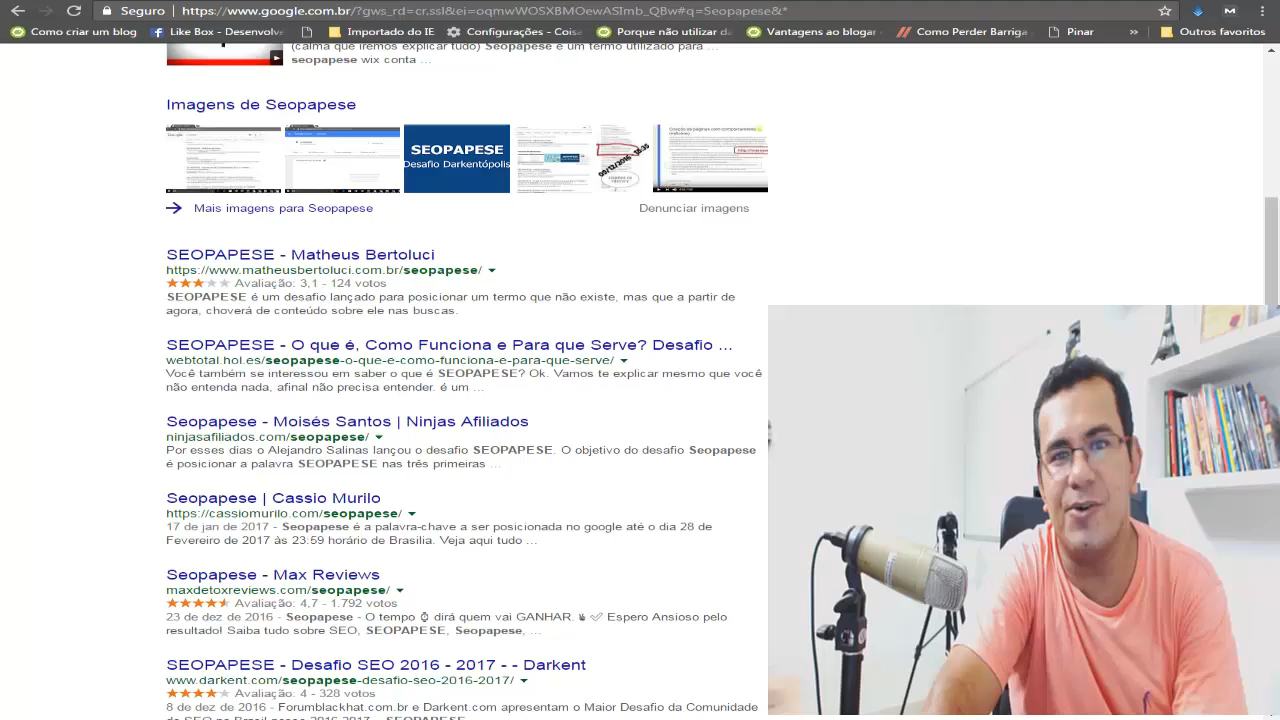 Seguro
https://www.google.com.br/?gws_rd=cr,ssl&ei=oqmwWOSXBMOewASImb_QBw#q=Seopapese&*
Como criar um blog
Like Box - Desenvolve
Importado do IE
Configurações - Coisa
Porque não utilizar d
Vantagens ao blogar
Como Perder Barriga
Pinar
»
Outros favoritos
(calma que iremos explicar tudo) Seopapese é um termo utilizado para ...
seopapese wix conta ...
Imagens de Seopapese
SEOPAPESE
Desafio Darkentópolis
Mais imagens para Seopapese
Denunciar imagens
SEOPAPESE - Matheus Bertoluci
https://www.matheusbertoluci.com.br/seopapese/
Avaliação: 3,1 - 124 votos
SEOPAPESE é um desafio lançado para posicionar um termo que não existe, mas que a partir de
agora, choverá de conteúdo sobre ele nas buscas.
SEOPAPESE - O que é, Como Funciona e Para que Serve? Desafio ...
webtotal.hol.es/seopapese-o-que-e-como-funciona-e-para-que-serve/
Você também se interessou em saber o que é SEOPAPESE? Ok. Vamos te explicar mesmo que você
não entenda nada, afinal não precisa entender. é um ...
Seopapese - Moisés Santos | Ninjas Afiliados
ninjasafiliados.com/seopapese/
Por esses dias o Alejandro Salinas lançou o desafio SEOPAPESE. O objetivo do desafio Seopapese
é posicionar a palavra SEOPAPESE nas três primeiras ...
Seopapese | Cassio Murilo
https://cassiomurilo.com/seopapese/
17 de jan de 2017 - Seopapese é a palavra-chave a ser posicionada no google até o dia 28 de
Fevereiro de 2017 às 23:59 horário de Brasilia. Veja aqui tudo ...
Seopapese - Max Reviews
maxdetoxreviews.com/seopapese/
Avaliação: 4,7 - 1.792 votos
23 de dez de 2016 - Seopapese - O tempo ⌚ dirá quem vai GANHAR. ✅ Espero Ansioso pelo
resultado! Saiba tudo sobre SEO, SEOPAPESE, Seopapese, ...
SEOPAPESE - Desafio SEO 2016 - 2017 - - Darkent
www.darkent.com/seopapese-desafio-seo-2016-2017/
Avaliação: 4 - 328 votos
8 de dez de 2016 - Forumblackhat.com.br e Darkent.com apresentam o Maior Desafio da Comunidade
de SEO no Brasil nesse 2016-2017 - SEOPAPESE